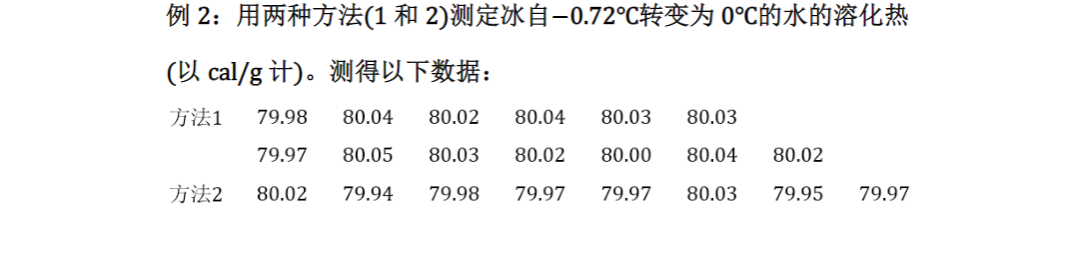 例 2：用两种方法(1 和 2)测定冰自−0.72℃转变为 0℃的水的溶化热
(以 cal/g 计)。测得以下数据：
方法1 79.98 80.04 80.02 80.04 80.03 80.03
79.97 80.05 80.03 80.02 80.00 80.04 80.02
方法2 80.02 79.94 79.98 79.97 79.97 80.03 79.95 79.97